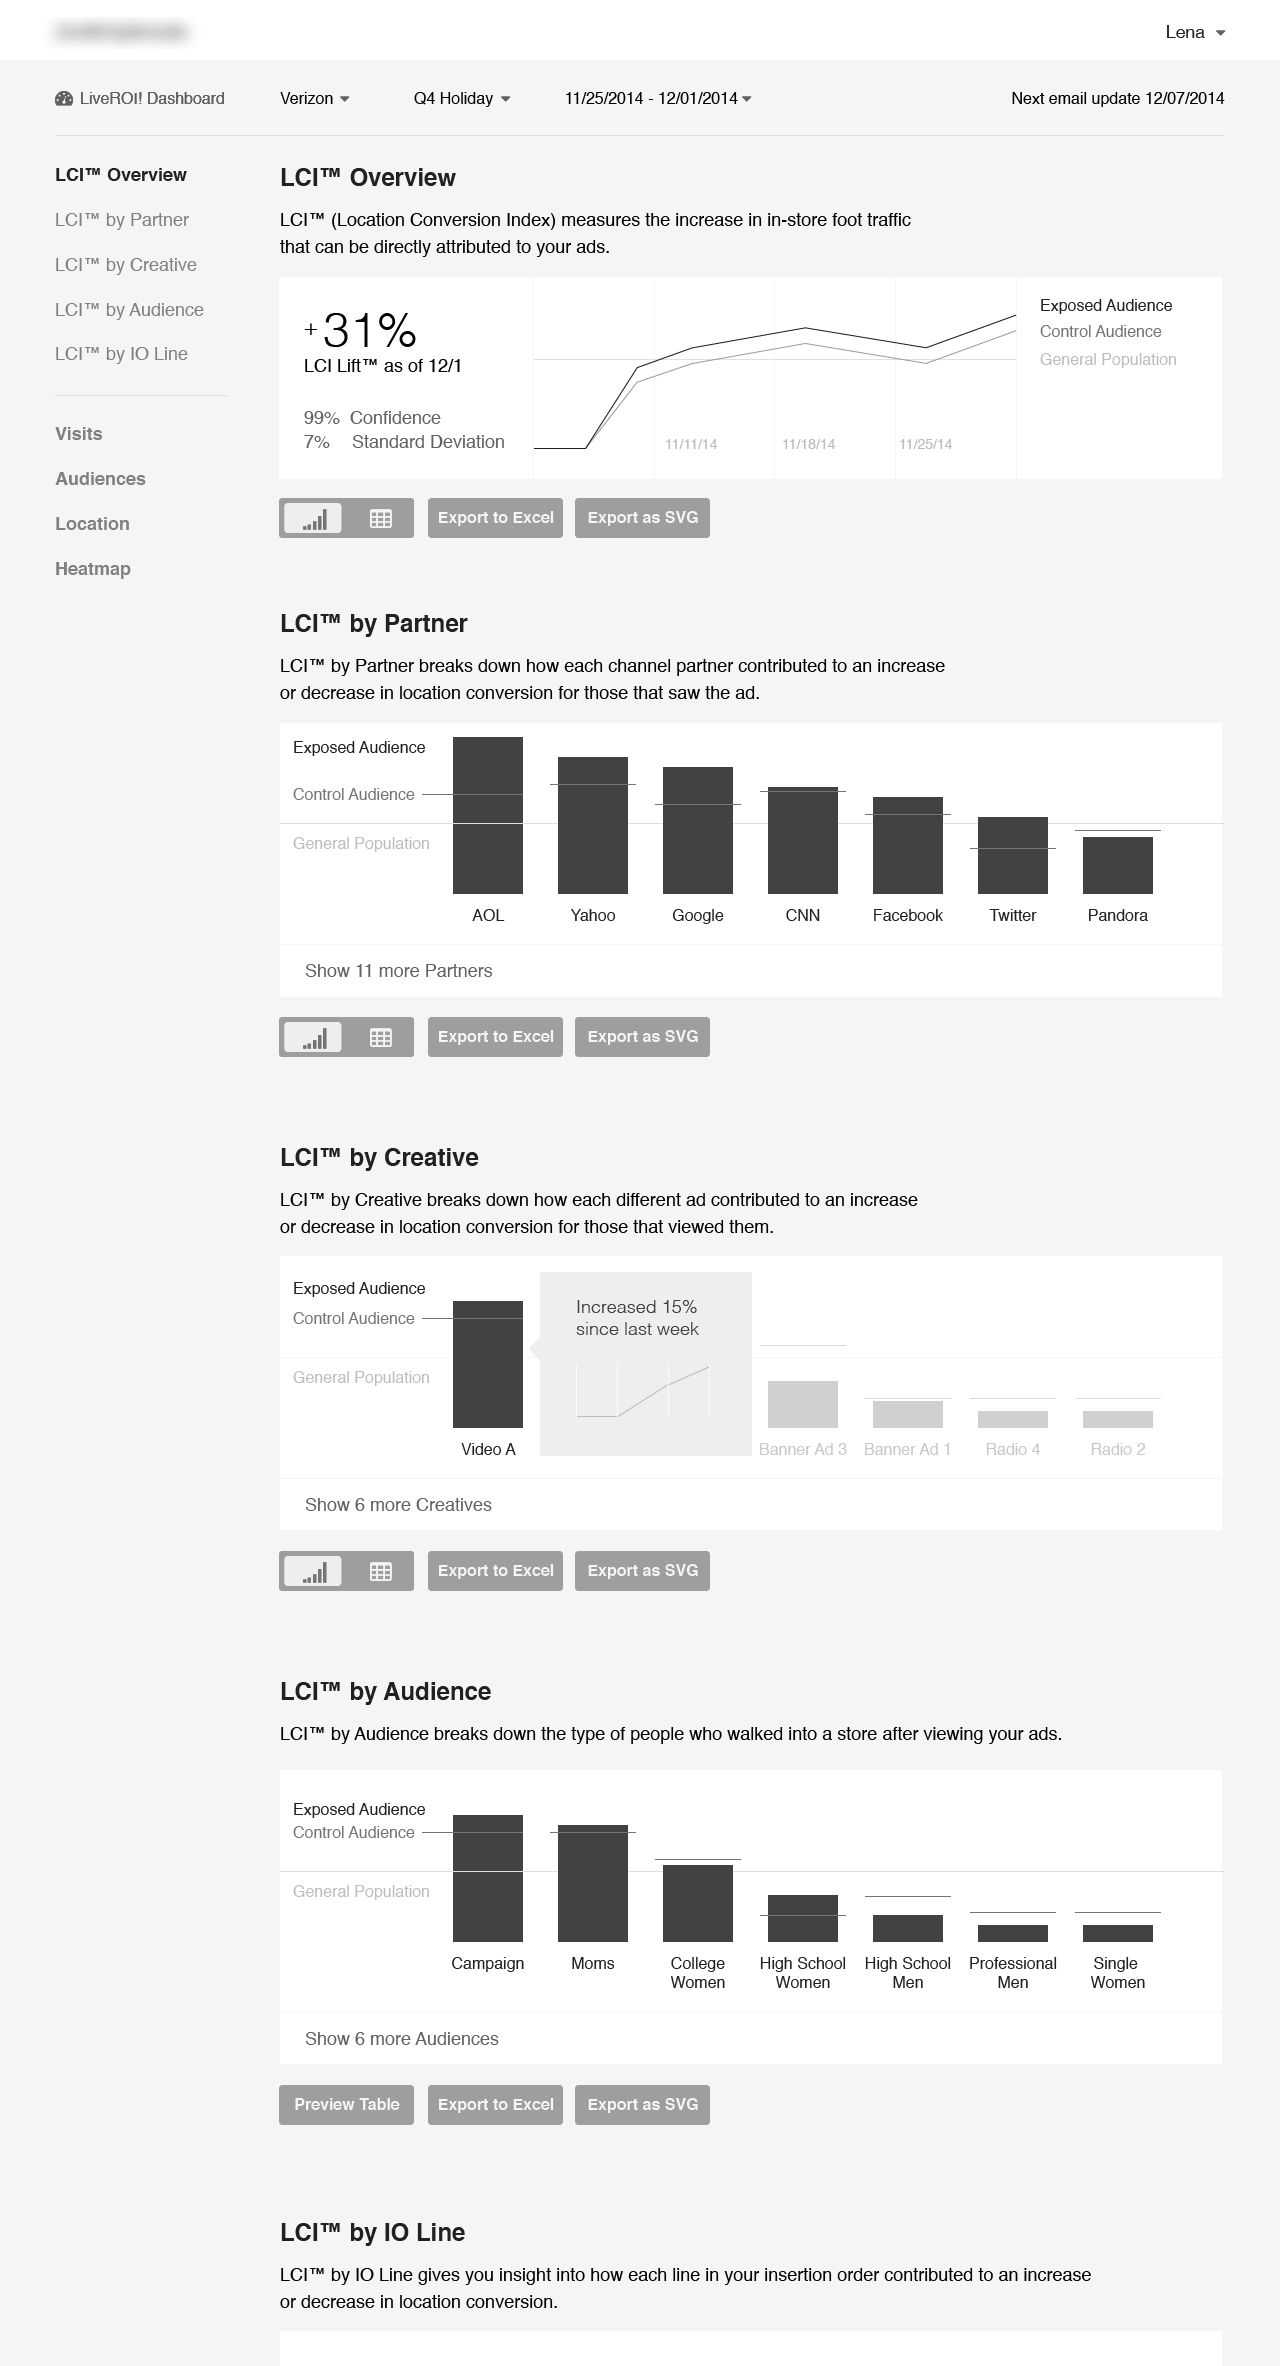 Lena
LiveROI! Dashboard
Verizon
Q4 Holiday
11/25/2014 - 12/01/2014
Next email update 12/07/2014
LCI™ Overview
LCI™ by Partner
LCI™ by Creative
LCI™ by Audience
LCI™ by IO Line
Visits
Audiences
Location
Heatmap
LCI™ Overview
LCI™ (Location Conversion Index) measures the increase in in-store foot traffic
that can be directly attributed to your ads.
+31%
LCI Lift™ as of 12/1
99% Confidence
7% Standard Deviation
11/11/14
11/18/14
11/25/14
Exposed Audience
Control Audience
General Population
Export to Excel
Export as SVG
LCI™ by Partner
LCI™ by Partner breaks down how each channel partner contributed to an increase
or decrease in location conversion for those that saw the ad.
Exposed Audience
Control Audience
General Population
AOL
Yahoo
Google
CNN
Facebook
Twitter
Pandora
Show 11 more Partners
Export to Excel
Export as SVG
LCI™ by Creative
LCI™ by Creative breaks down how each different ad contributed to an increase
or decrease in location conversion for those that viewed them.
Exposed Audience
Control Audience
General Population
Increased 15%
since last week
Video A
Banner Ad 3
Banner Ad 1
Radio 4
Radio 2
Show 6 more Creatives
Export to Excel
Export as SVG
LCI™ by Audience
LCI™ by Audience breaks down the type of people who walked into a store after viewing your ads.
Exposed Audience
Control Audience
General Population
Campaign
Moms
College
Women
High School
Women
High School
Men
Professional
Men
Single
Women
Show 6 more Audiences
Preview Table
Export to Excel
Export as SVG
LCI™ by IO Line
LCI™ by IO Line gives you insight into how each line in your insertion order contributed to an increase
or decrease in location conversion.